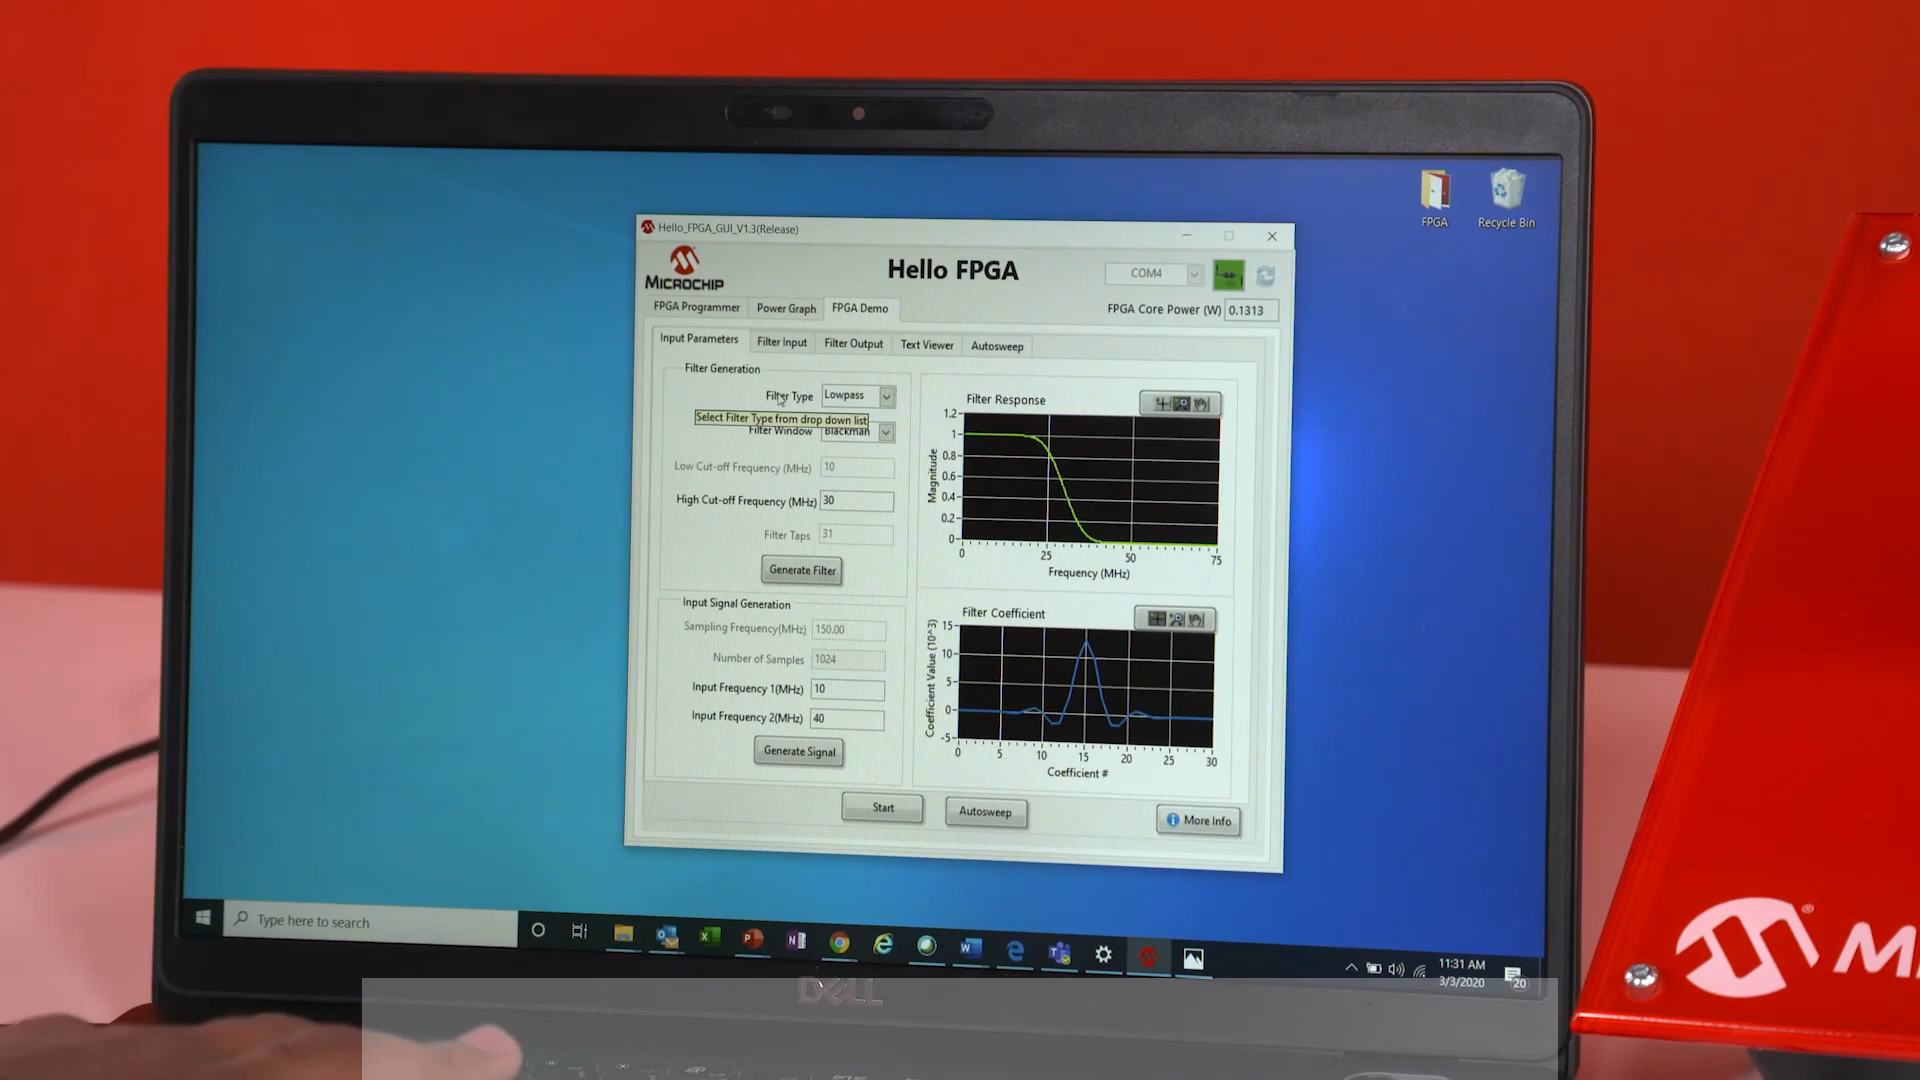 FPGA
Recycle Bin
Hello_FPGA_GUI_V1.3(Release)
MICROCHIP
Hello FPGA
COM4
FPGA Programmer
Power Graph
FPGA Demo
FPGA Core Power (W)
0.1313
Input Parameters
Filter Input
Filter Output
Text Viewer
Autosweep
Filter Generation
Filter Type
Lowpass
Select Filter Type from drop down list
Filter Window
Blackman
Low Cut-off Frequency (MHz)
10
High Cut-off Frequency (MHz)
30
Filter Taps
31
Generate Filter
Filter Response
Magnitude
1.2
1
0.8
0.6
0.4
0.2
0
0
25
50
75
Frequency (MHz)
Input Signal Generation
Sampling Frequency(MHz)
150.00
Number of Samples
1024
Input Frequency 1(MHz)
10
Input Frequency 2(MHz)
40
Generate Signal
Filter Coefficient
Coefficient Value (10^3)
15
10
5
0
-5
0
5
10
15
20
25
30
Coefficient #
Start
Autosweep
More Info
Type here to search
11:31 AM
3/3/2020
20
DELL